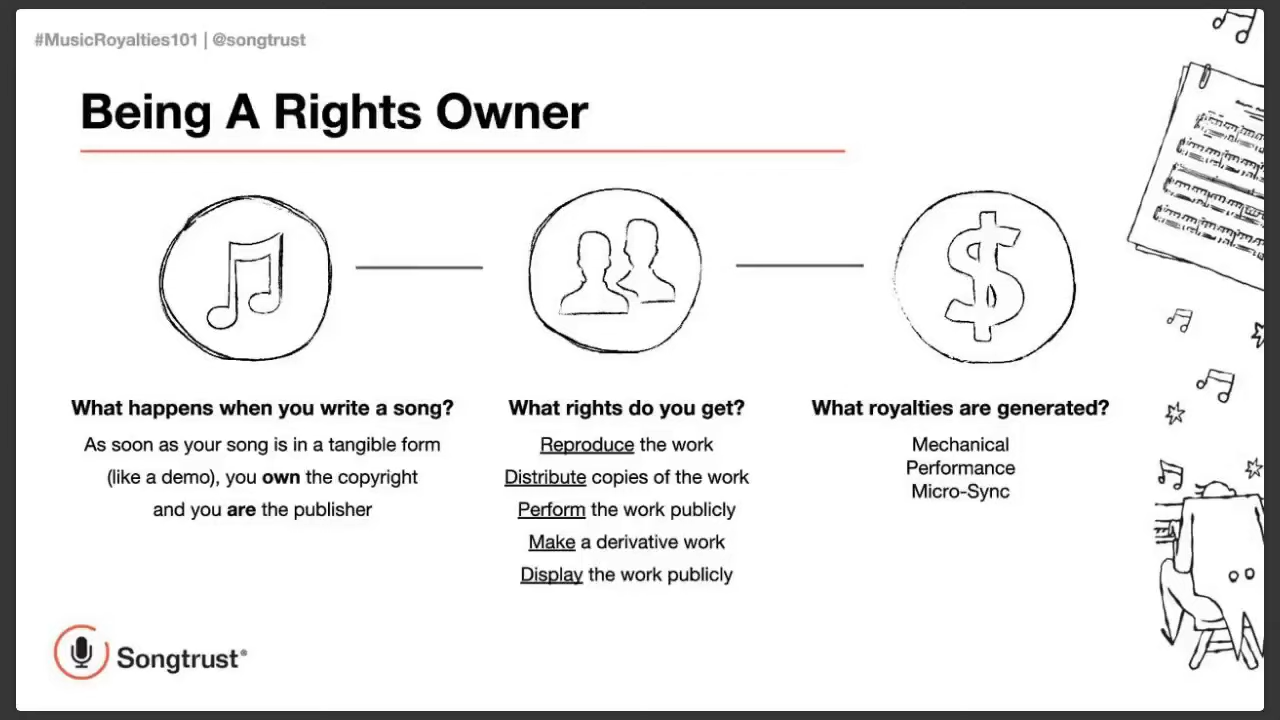 #MusicRoyalties101 | @songtrust
Being A Rights Owner
What happens when you write a song?
As soon as your song is in a tangible form
(like a demo), you own the copyright
and you are the publisher
What rights do you get?
Reproduce the work
Distribute copies of the work
Perform the work publicly
Make a derivative work
Display the work publicly
What royalties are generated?
Mechanical
Performance
Micro-Sync
Songtrust®